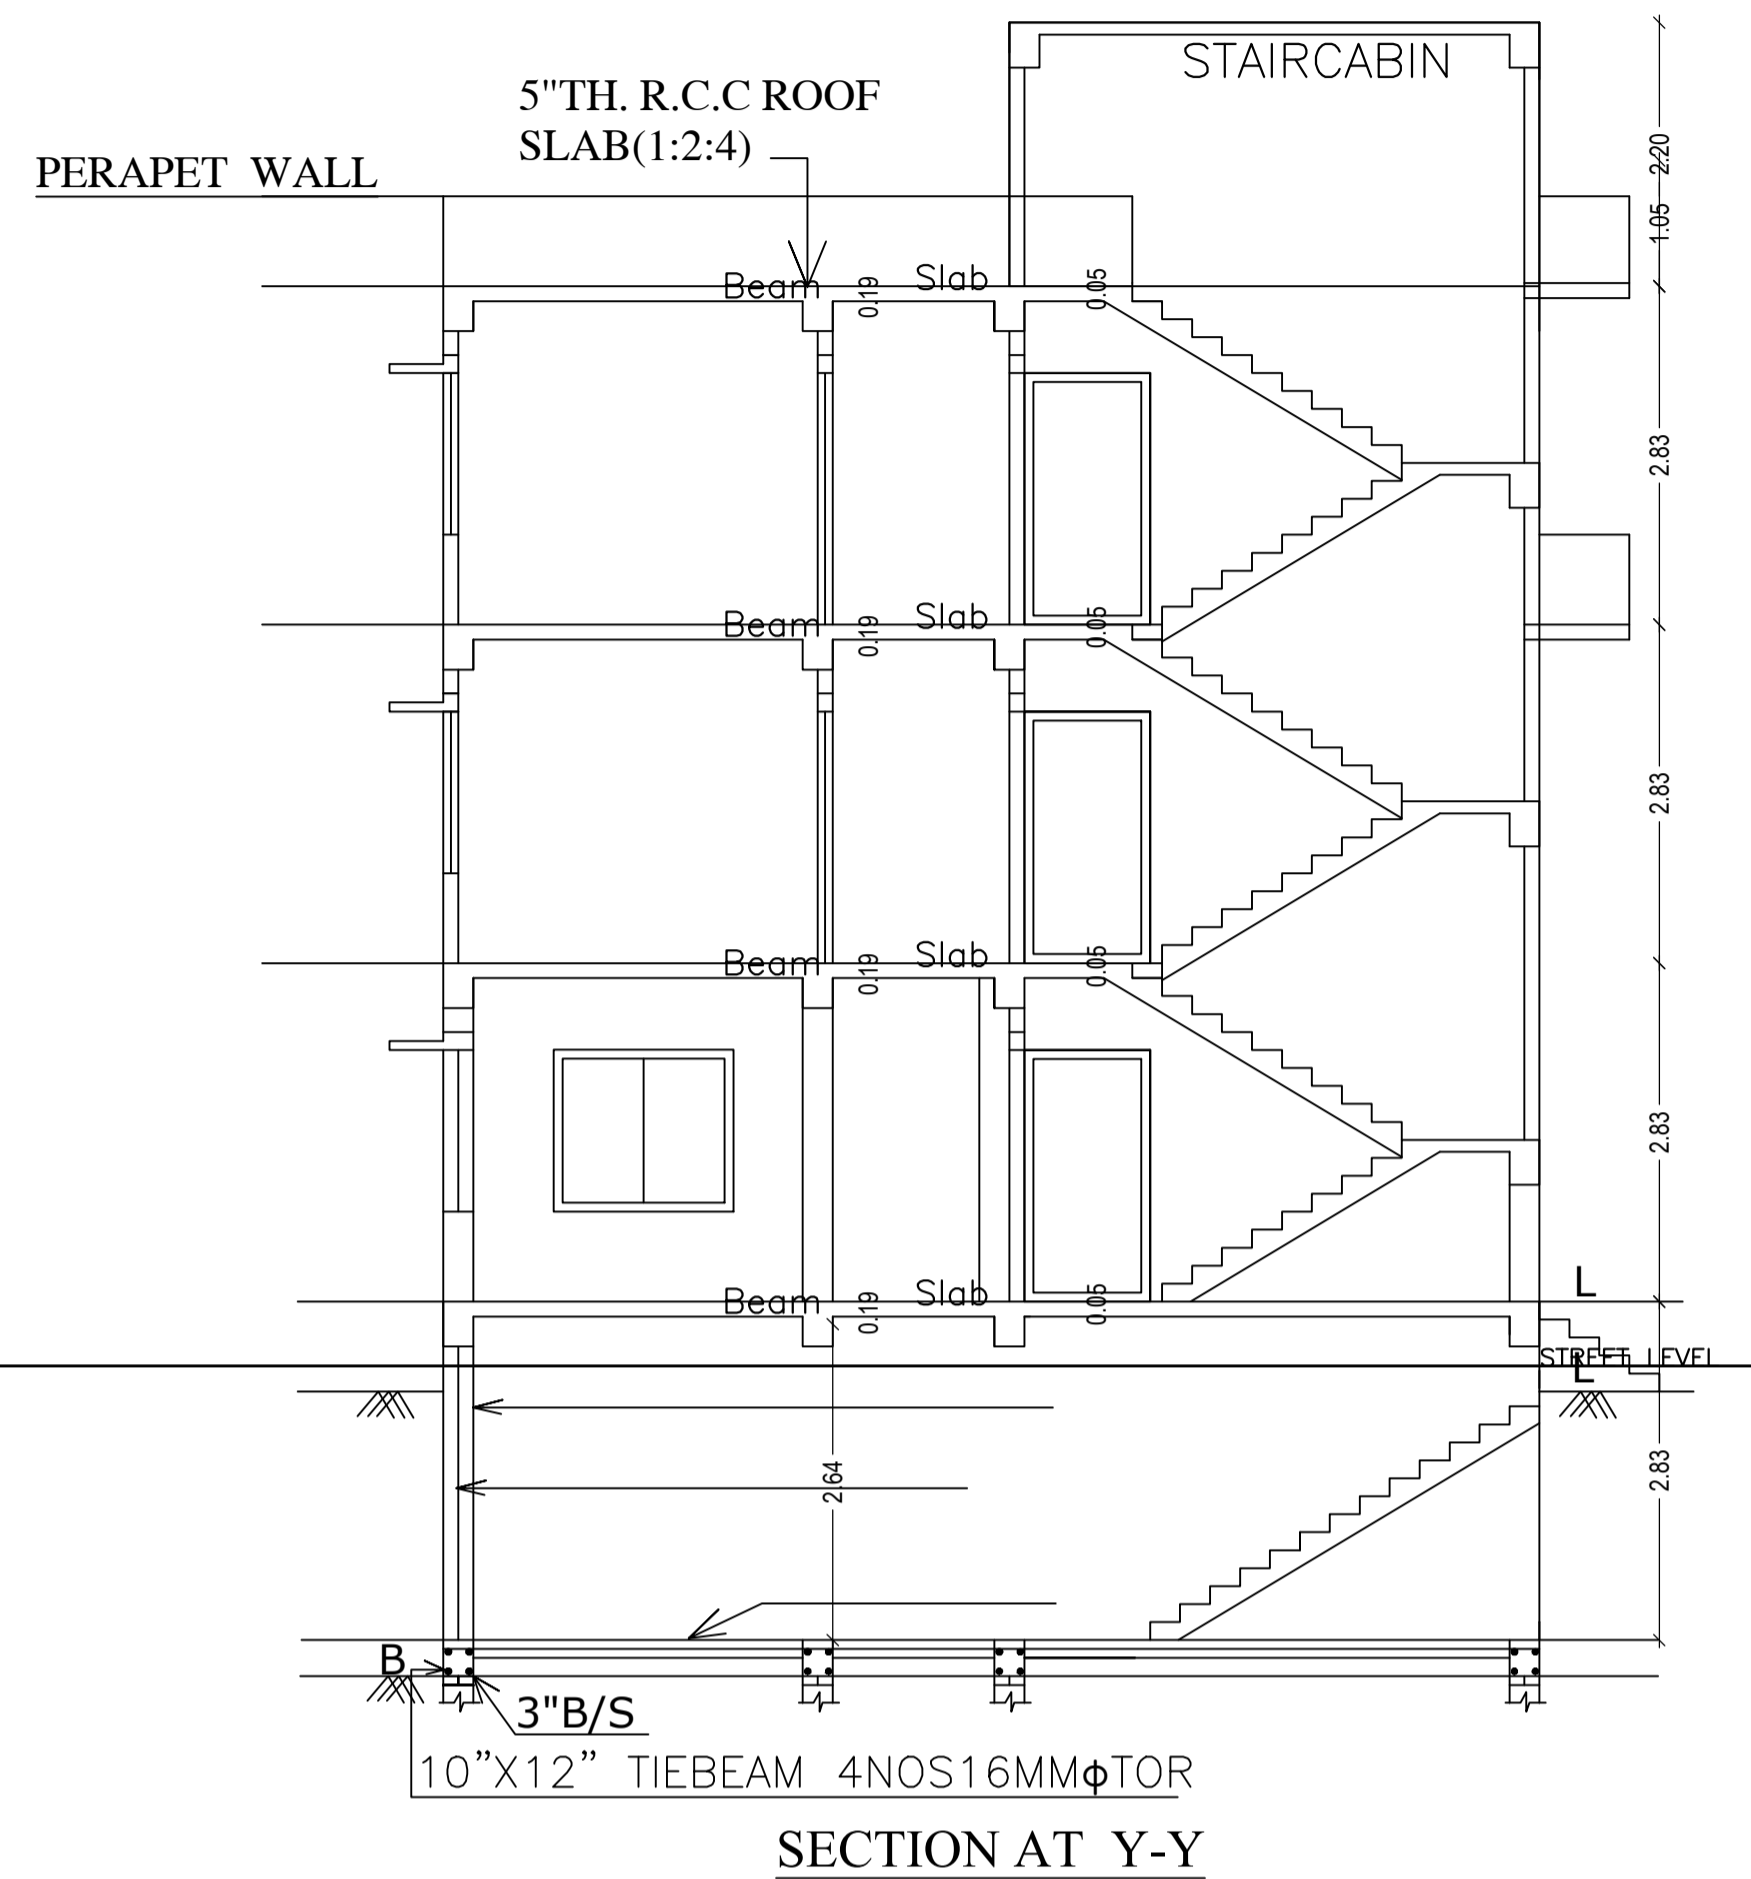 STAIRCABIN
5"TH. R.C.C ROOF
SLAB(1:2:4)
PERAPET WALL
2.20
1.05
Beam
0.19
Slab
0.05
2.83
Beam
0.19
Slab
0.05
2.83
Beam
0.19
Slab
0.05
2.83
L
Beam
0.19
Slab
0.05
STREET LEVEL
L
2.64
2.83
B
3"B/S
10"X12" TIEBEAM 4NOS16MMϕTOR
SECTION AT Y-Y